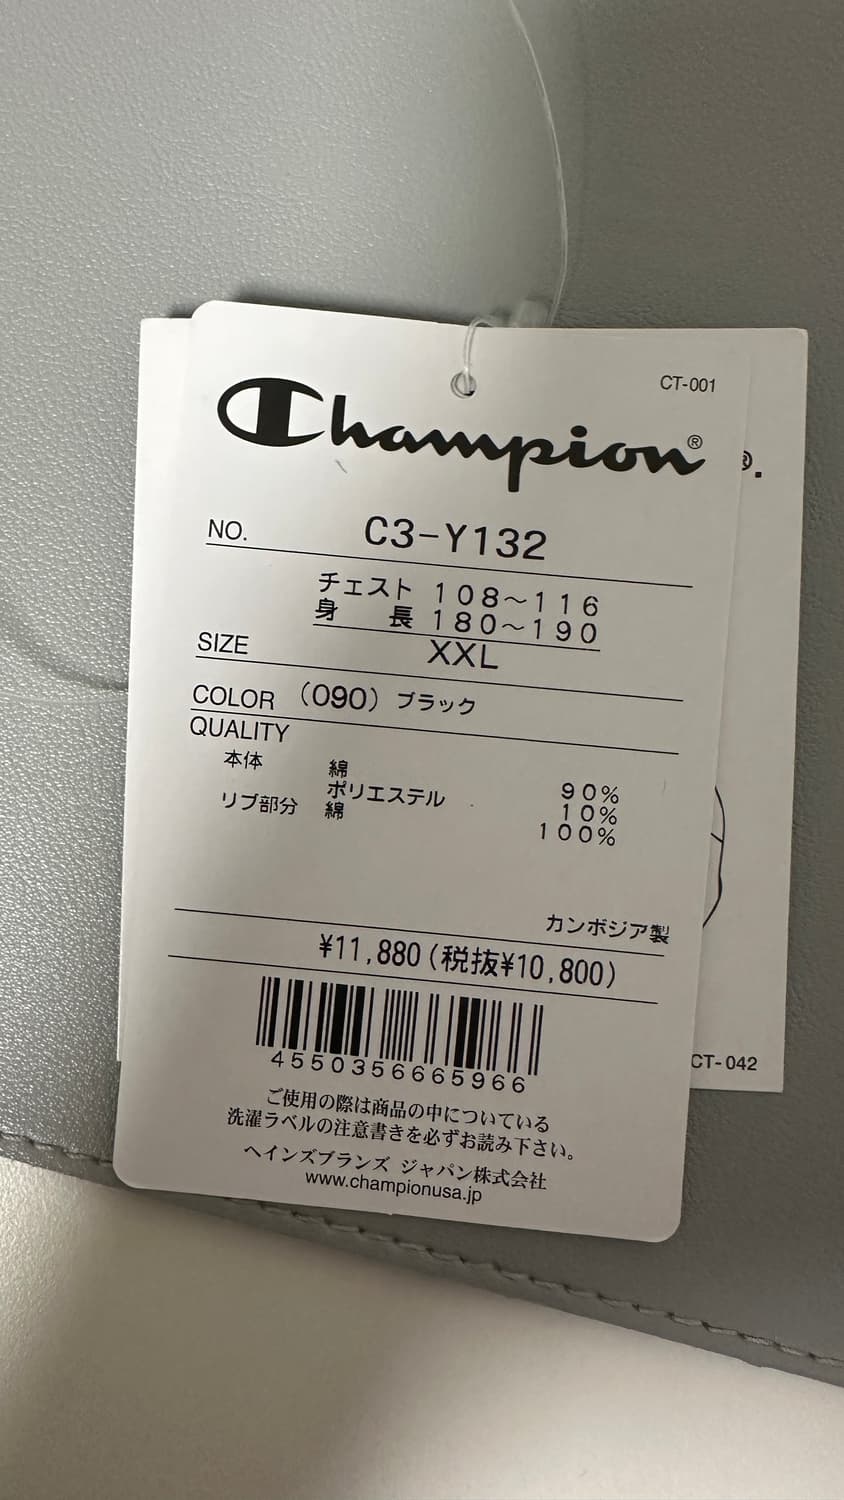 CT-001
Champion®
®.
NO. C3-Y132
チェスト 108～116
身 長 180～190
SIZE XXL
COLOR (090) ブラック
QUALITY
本体 綿 90%
ポリエステル 10%
リブ部分 綿 100%
カンボジア製
¥11,880(税抜¥10,800)
4550356665966
CT-042
ご使用の際は商品の中についている
洗濯ラベルの注意書きを必ずお読み下さい。
ヘインズブランズ ジャパン株式会社
www.championusa.jp